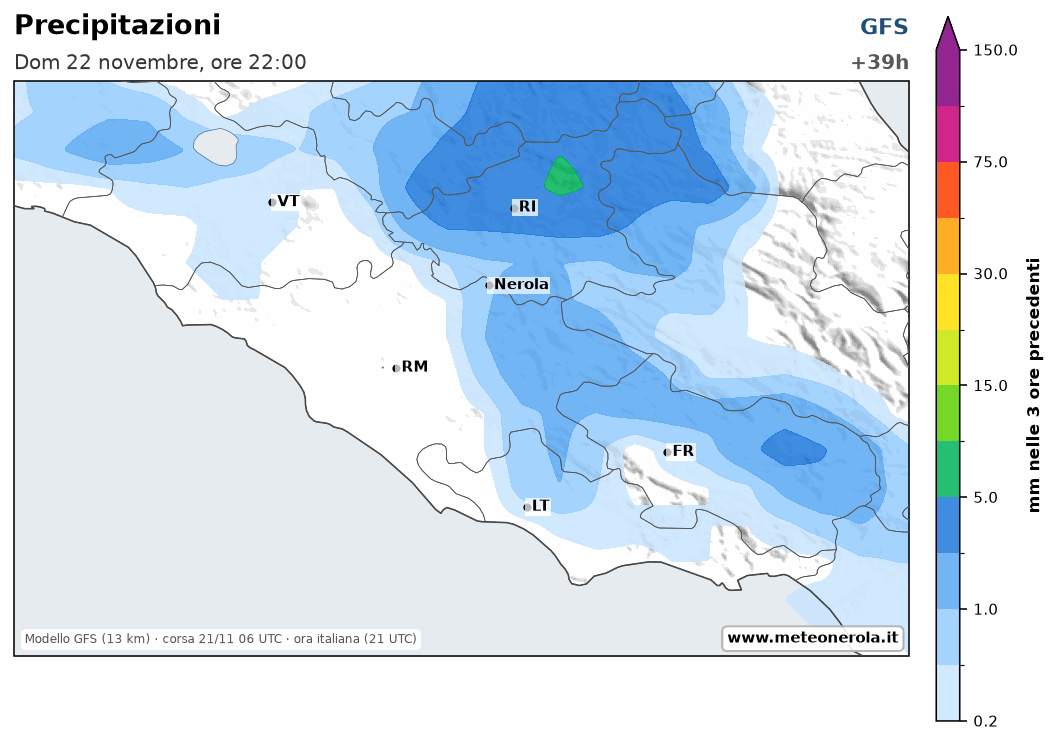 Precipitazioni
GFS
Dom 22 novembre, ore 22:00
+39h
150.0
75.0
30.0
15.0
5.0
1.0
0.2
mm nelle 3 ore precedenti
VT
RI
Nerola
RM
FR
LT
Modello GFS (13 km) · corsa 21/11 06 UTC · ora italiana (21 UTC)
www.meteonerola.it